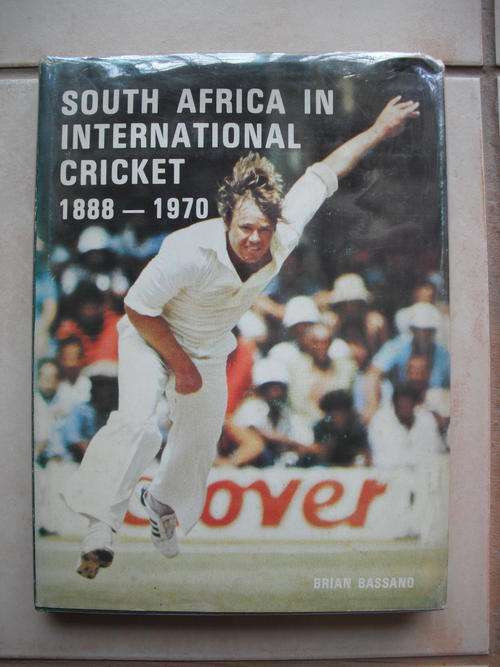 SOUTH AFRICA IN
INTERNATIONAL
CRICKET
1888 — 1970
over
BRIAN BASSANO